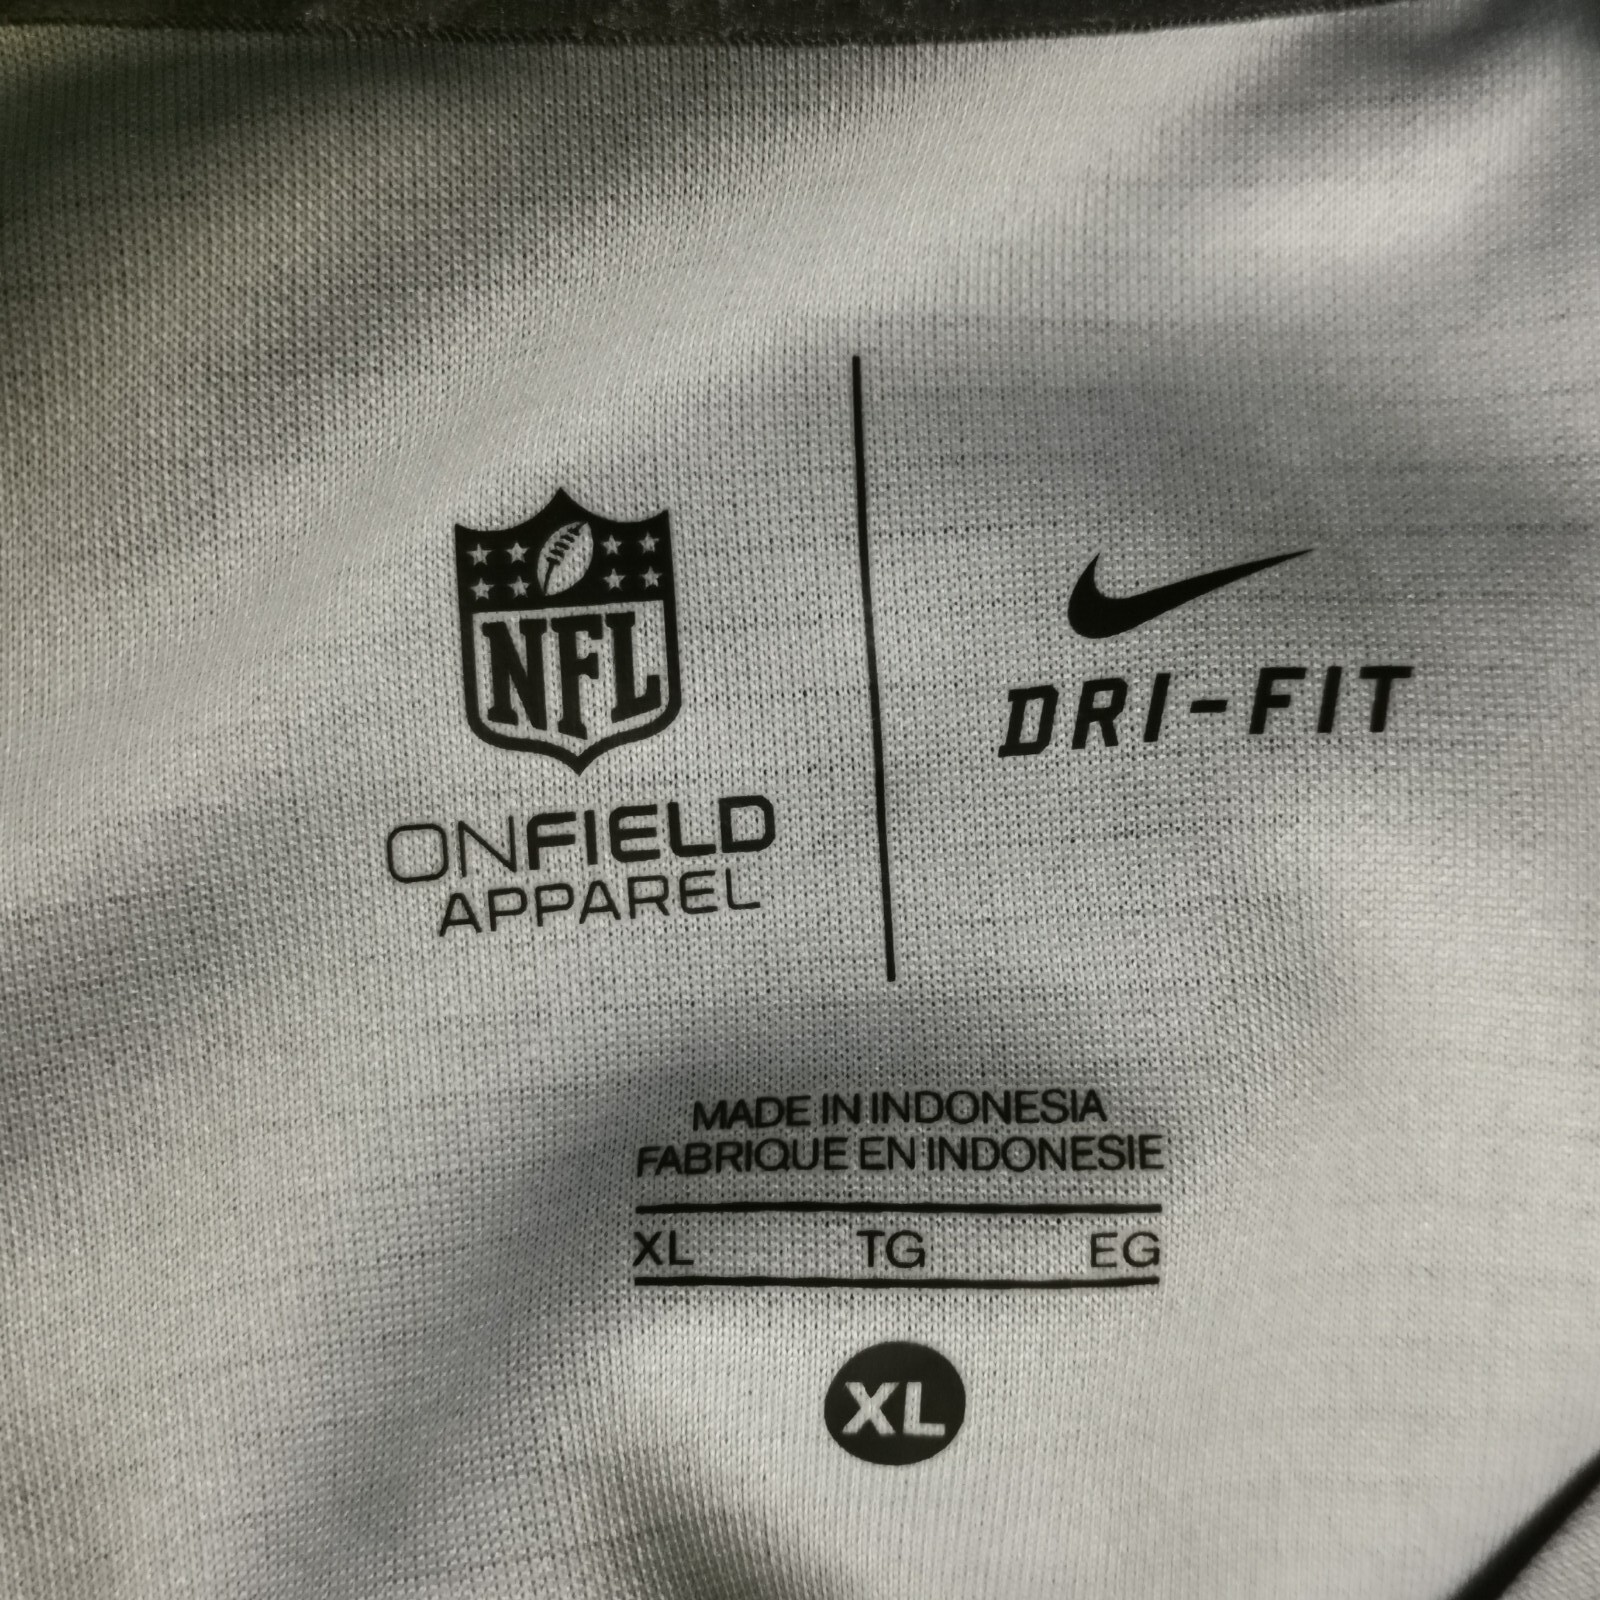 NFL
ONFIELD
APPAREL
DRI-FIT
MADE IN INDONESIA
FABRIQUE EN INDONESIE
XL TG EG
XL